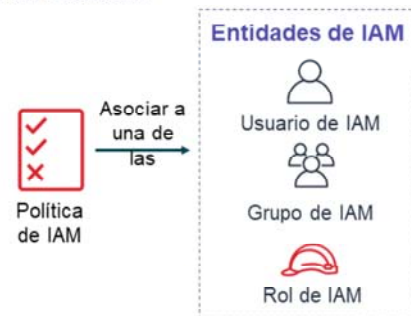 Entidades de IAM
Asociar a
una de
las
Usuario de IAM
Política
de IAM
Grupo de IAM
Rol de IAM